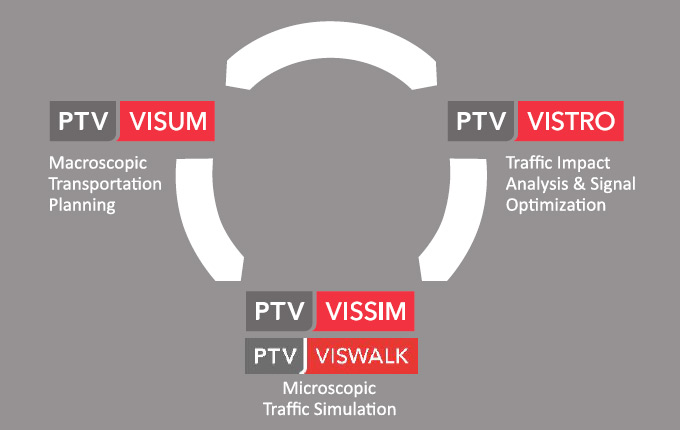 PTV VISUM
Macroscopic
Transportation
Planning
PTV VISTRO
Traffic Impact
Analysis & Signal
Optimization
PTV VISSIM
PTV VISWALK
Microscopic
Traffic Simulation